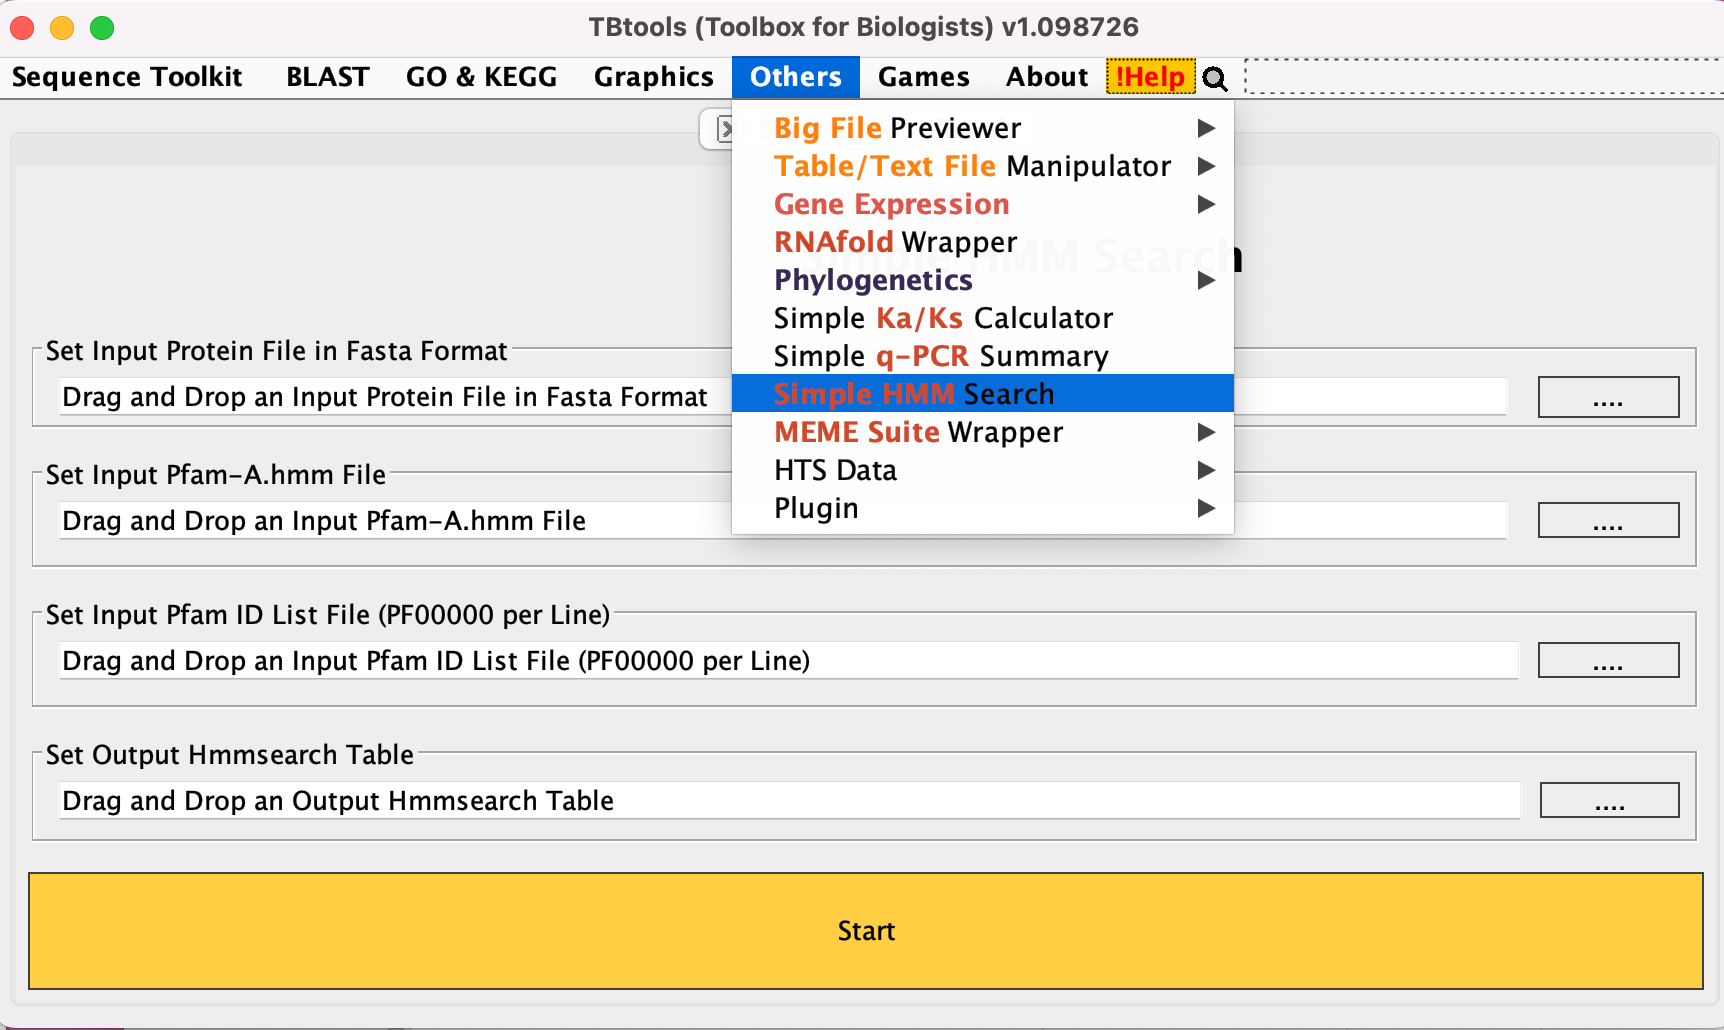 TBtools (Toolbox for Biologists) v1.098726
Sequence Toolkit BLAST GO & KEGG Graphics Others Games About !Help
Big File Previewer
Table/Text File Manipulator
Gene Expression
RNAfold Wrapper
Simple HMM Search
Phylogenetics
Simple Ka/Ks Calculator
Simple q-PCR Summary
Simple HMM Search
MEME Suite Wrapper
HTS Data
Plugin
Set Input Protein File in Fasta Format
Drag and Drop an Input Protein File in Fasta Format
....
Set Input Pfam-A.hmm File
Drag and Drop an Input Pfam-A.hmm File
....
Set Input Pfam ID List File (PF00000 per Line)
Drag and Drop an Input Pfam ID List File (PF00000 per Line)
....
Set Output Hmmsearch Table
Drag and Drop an Output Hmmsearch Table
....
Start